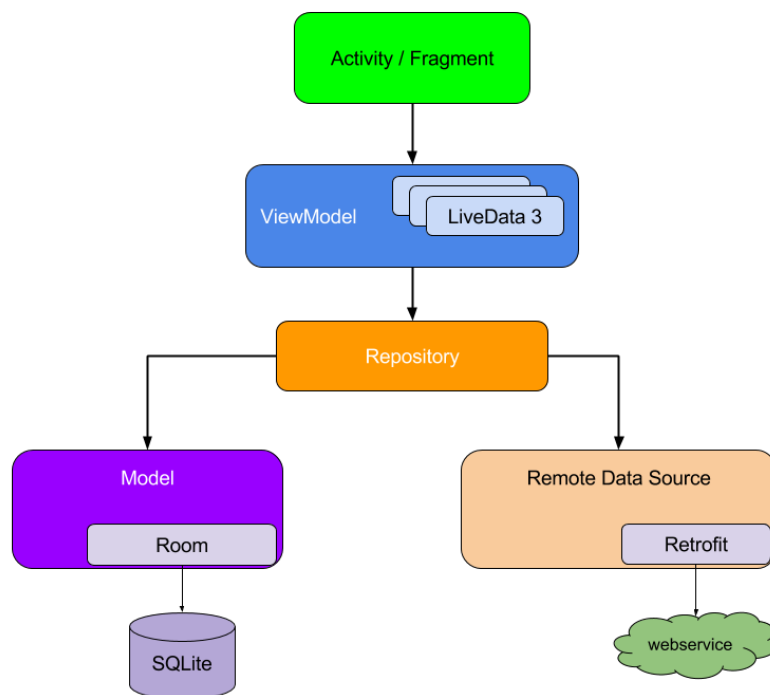 Activity / Fragment
ViewModel
LiveData 3
Repository
Model
Room
SQLite
Remote Data Source
Retrofit
webservice